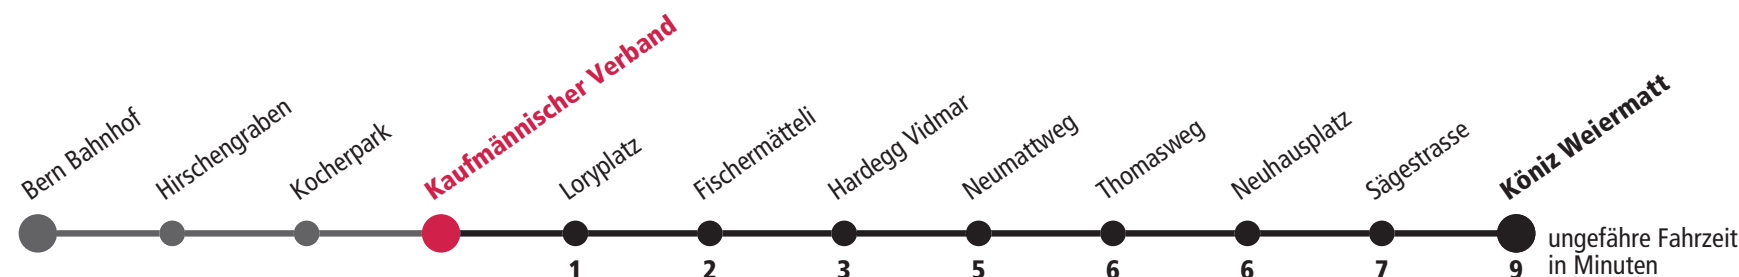 Bern Bahnhof
Hirschengraben
Kocherpark
Kaufmännischer Verband
Loryplatz
Fischermätteli
Hardegg Vidmar
Neumattweg
Thomasweg
Neuhausplatz
Sägestrasse
Köniz Weiermatt
1 2 3 5 6 6 7 9
ungefähre Fahrzeit
in Minuten